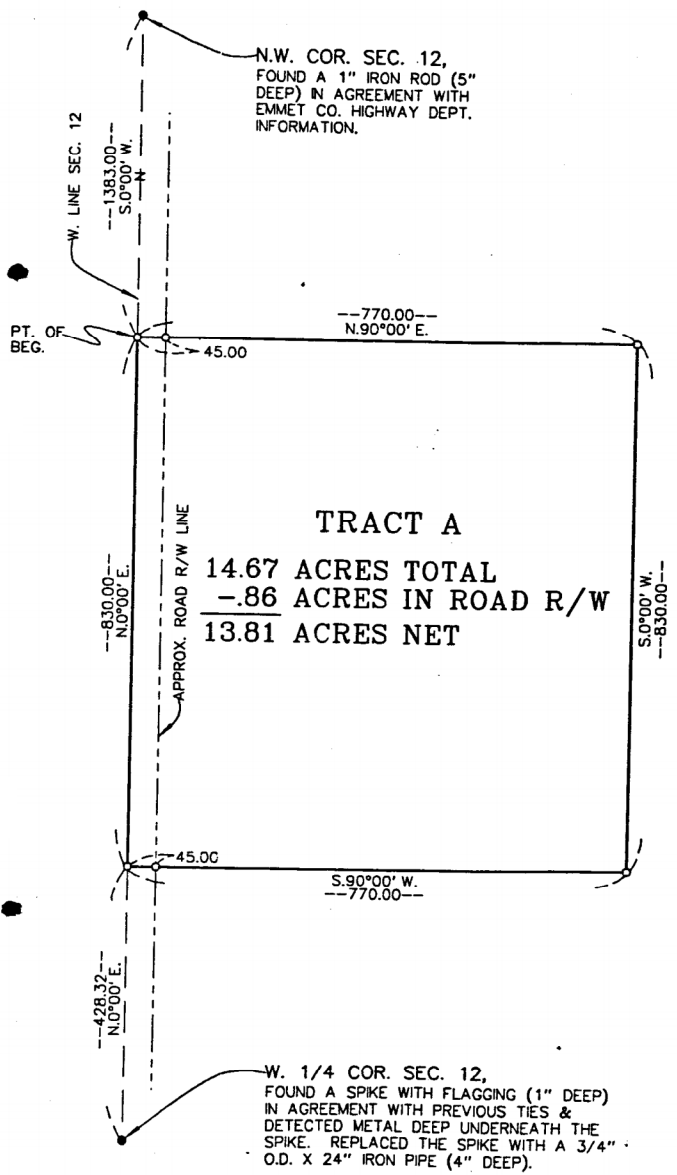 N.W. COR. SEC. 12,
FOUND A 1" IRON ROD (5"
DEEP) IN AGREEMENT WITH
EMMET CO. HIGHWAY DEPT.
INFORMATION.
W. LINE SEC. 12
--1383.00--
S.0°00' W.
N
PT. OF
BEG.
45.00
--770.00--
N.90°00' E.
--830.00--
N.0°00' E.
APPROX. ROAD R/W LINE
TRACT A
14.67 ACRES TOTAL
-.86 ACRES IN ROAD R/W
13.81 ACRES NET
S.0°00' W.
--830.00--
45.00
S.90°00' W.
--770.00--
--428.32--
N.0°00' E.
W. 1/4 COR. SEC. 12,
FOUND A SPIKE WITH FLAGGING (1" DEEP)
IN AGREEMENT WITH PREVIOUS TIES &
DETECTED METAL DEEP UNDERNEATH THE
SPIKE. REPLACED THE SPIKE WITH A 3/4"
O.D. X 24" IRON PIPE (4" DEEP).